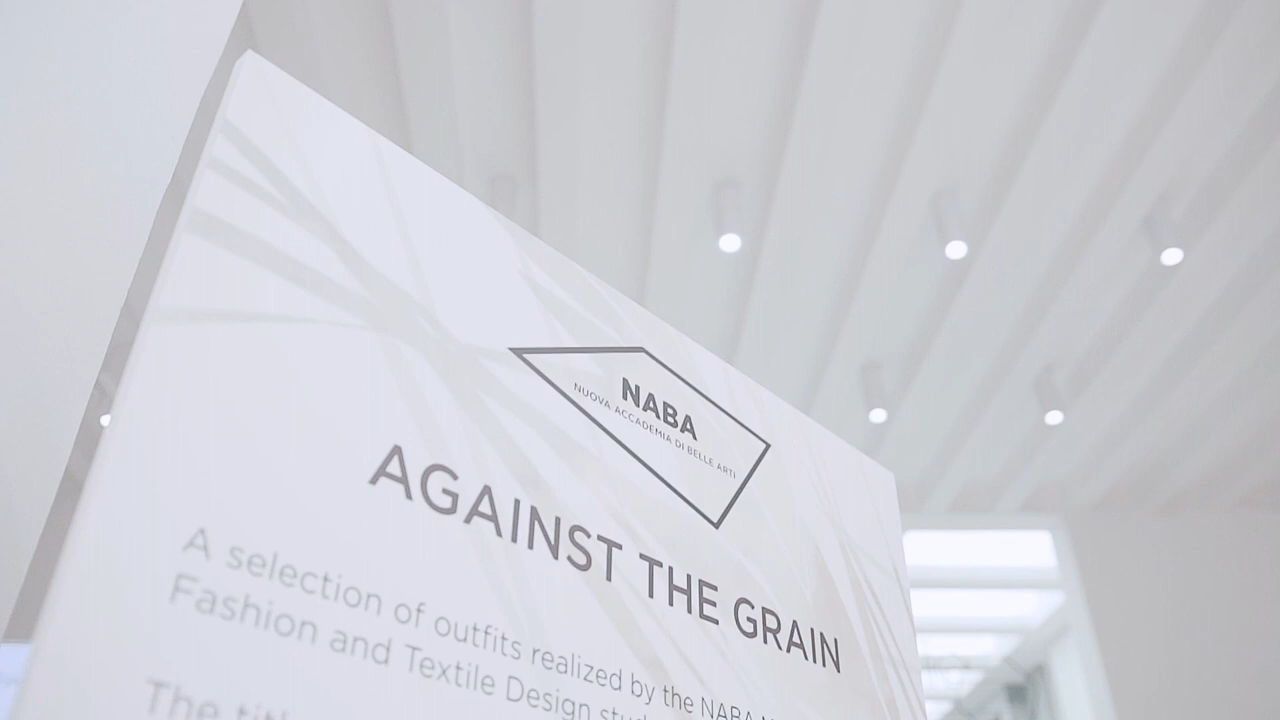 NABA
NUOVA ACCADEMIA DI BELLE ARTI
AGAINST THE GRAIN
A selection of outfits realized by the NABA
Fashion and Textile Design
The